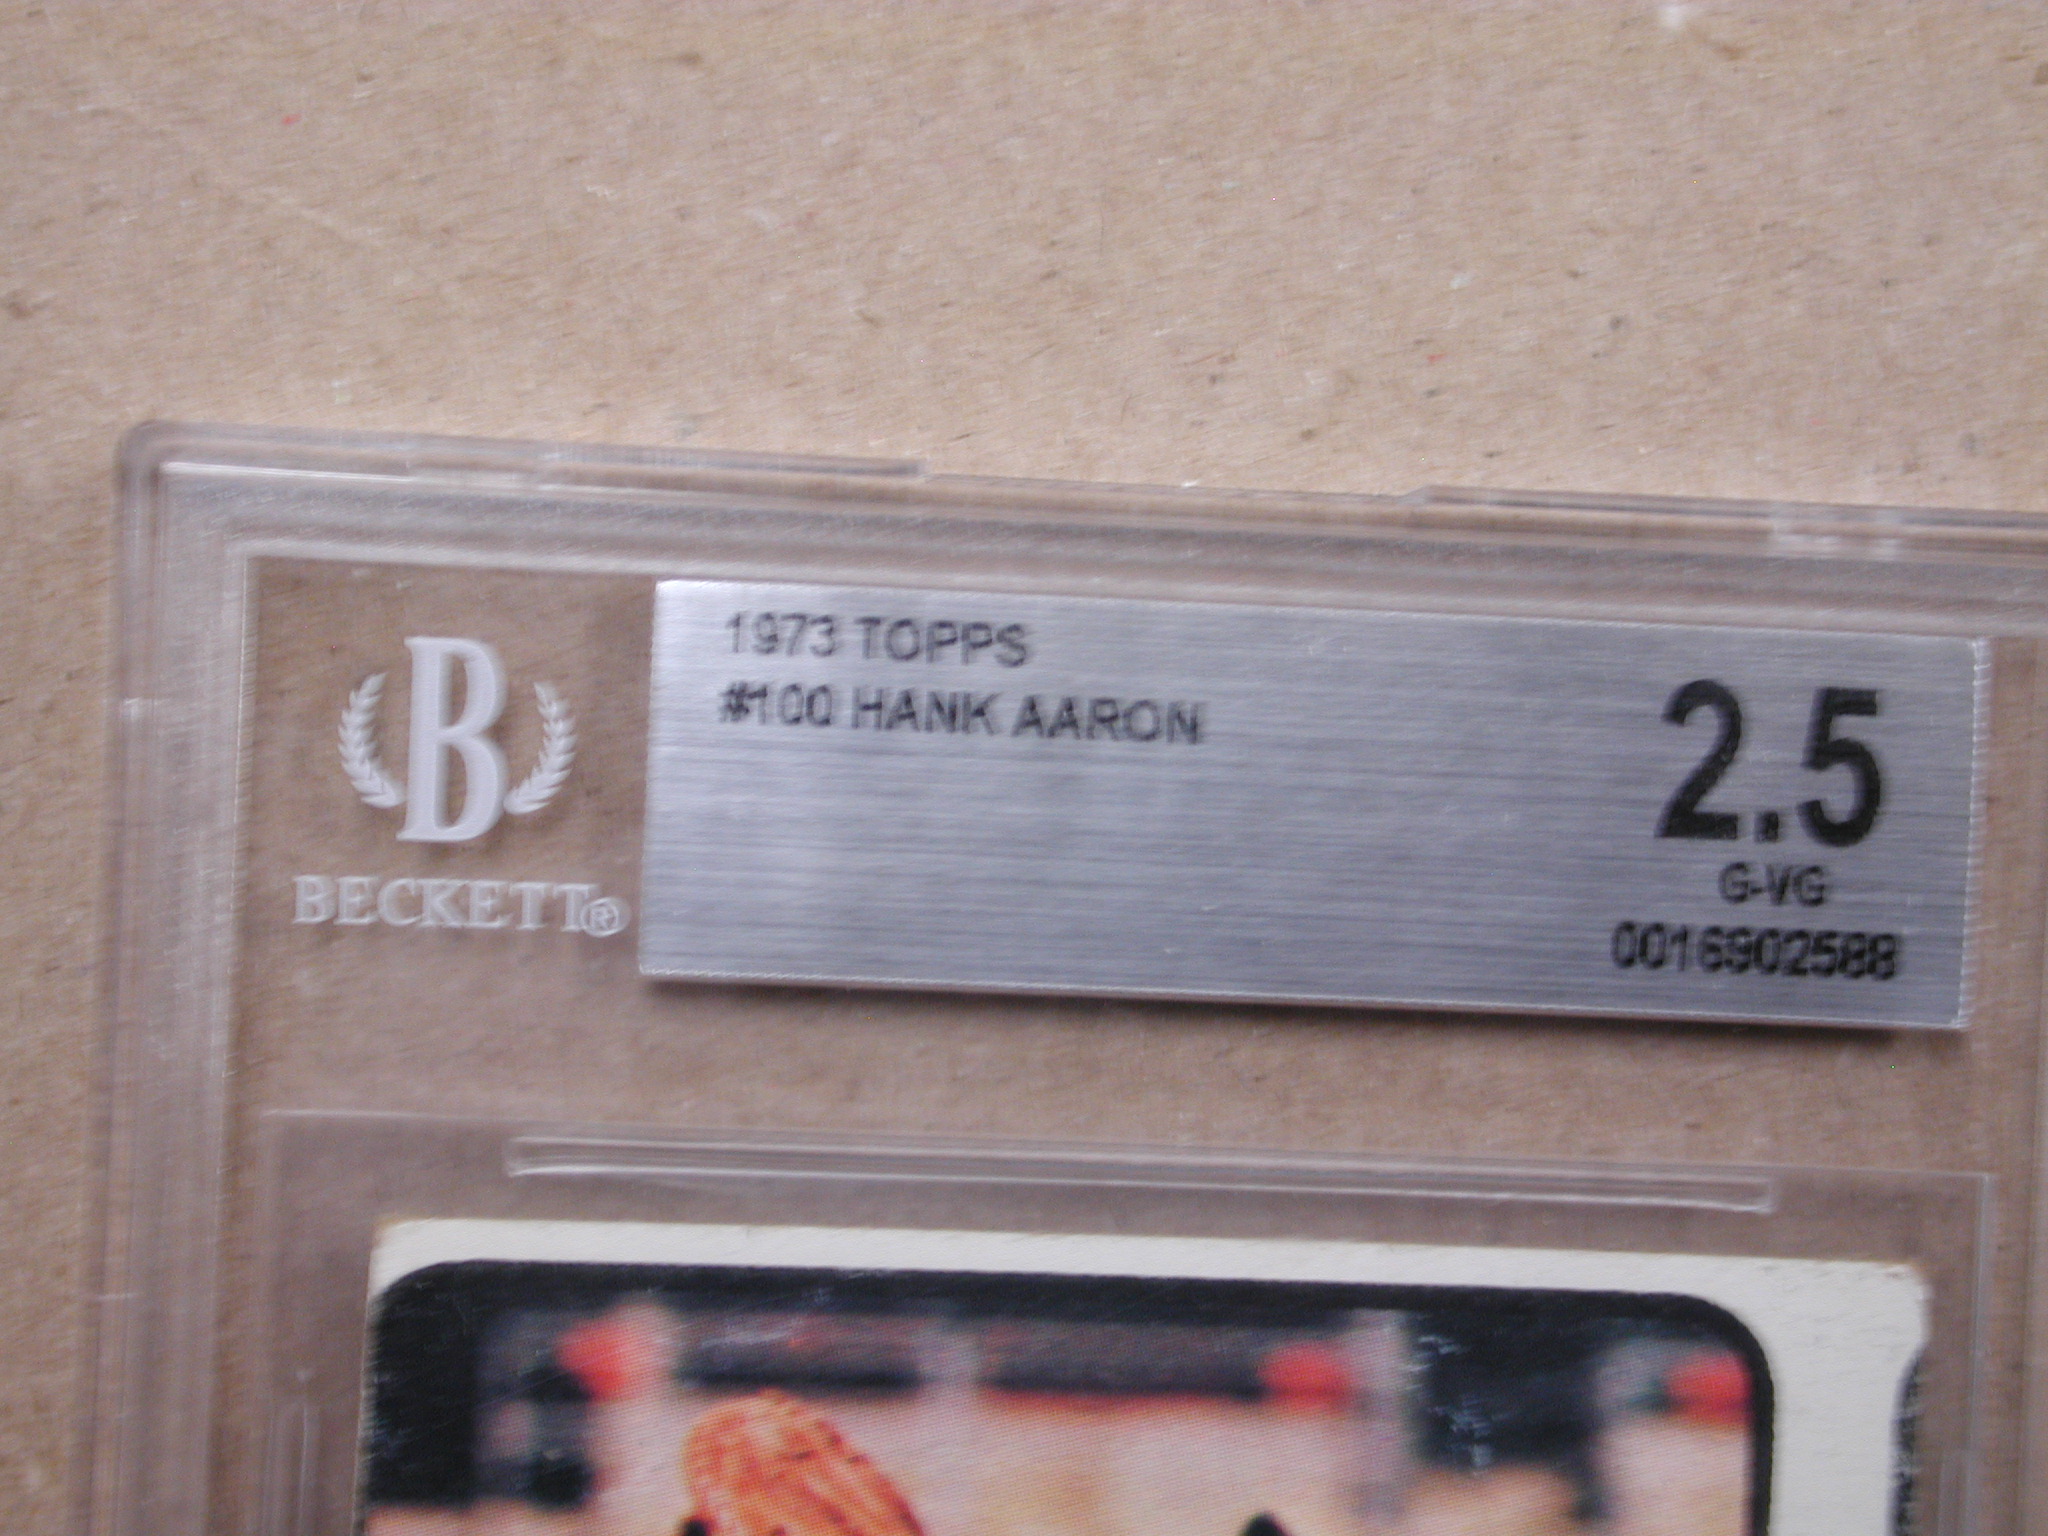 B
BECKETT®
1973 TOPPS
#100 HANK AARON
2.5
G-VG
0016902588